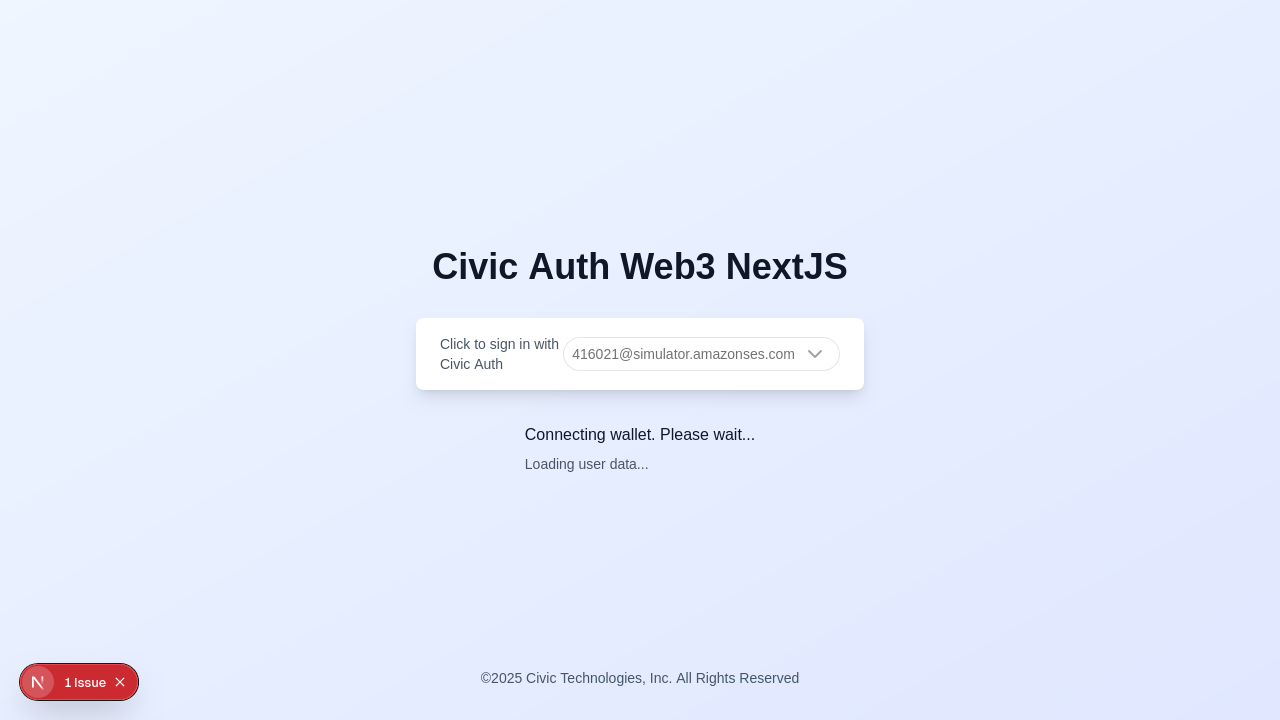 Civic Auth Web3 NextJS
Click to sign in with
Civic Auth
416021@simulator.amazonses.com
Connecting wallet. Please wait...
Loading user data...
©2025 Civic Technologies, Inc. All Rights Reserved
N 1 Issue